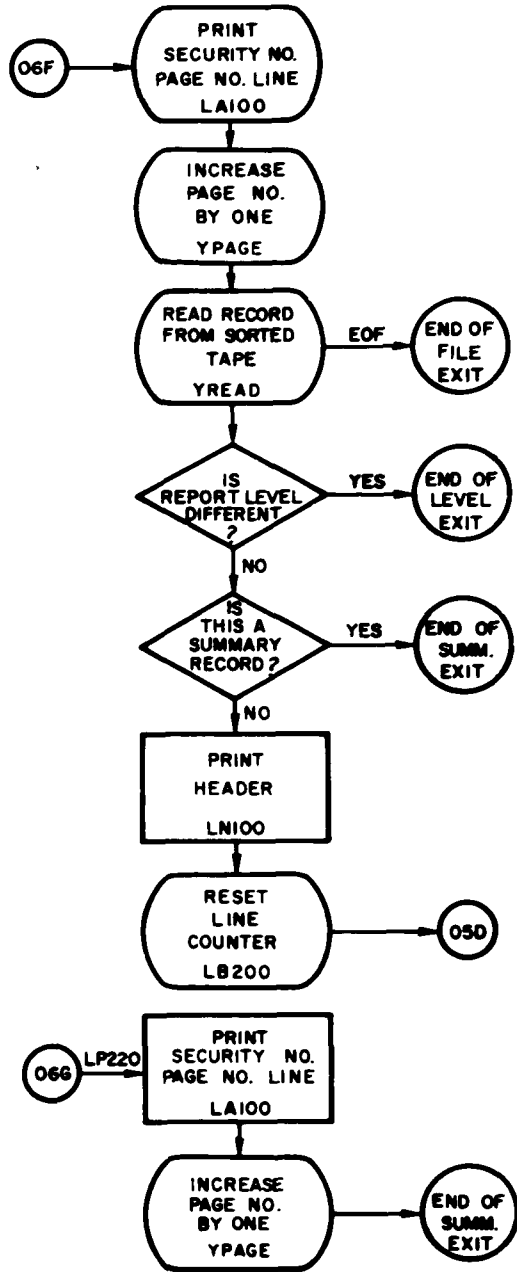 06F
PRINT
SECURITY NO.
PAGE NO. LINE
LA100
INCREASE
PAGE NO.
BY ONE
YPAGE
READ RECORD
FROM SORTED
TAPE
YREAD
EOF
END OF
FILE
EXIT
IS
REPORT LEVEL
DIFFERENT
?
YES
END OF
LEVEL
EXIT
NO
IS
THIS A
SUMMARY
RECORD?
YES
END OF
SUMM.
EXIT
NO
PRINT
HEADER
LN100
RESET
LINE
COUNTER
LB200
05D
06G
LP220
PRINT
SECURITY NO.
PAGE NO. LINE
LA100
INCREASE
PAGE NO.
BY ONE
YPAGE
END OF
SUMM.
EXIT